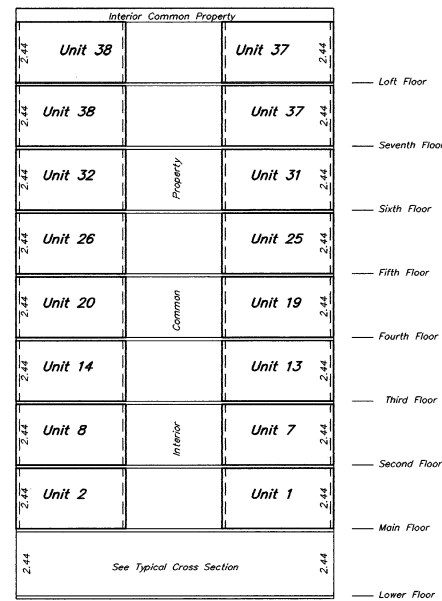 Interior Common Property
2.44 Unit 38 Unit 37 2.44
Loft Floor
2.44 Unit 38 Unit 37 2.44
Seventh Floor
2.44 Unit 32 Property Unit 31 2.44
Sixth Floor
2.44 Unit 26 Unit 25 2.44
Fifth Floor
2.44 Unit 20 Common Unit 19 2.44
Fourth Floor
2.44 Unit 14 Unit 13 2.44
Third Floor
2.44 Unit 8 Interior Unit 7 2.44
Second Floor
2.44 Unit 2 Unit 1 2.44
Main Floor
2.44 See Typical Cross Section 2.44
Lower Floor